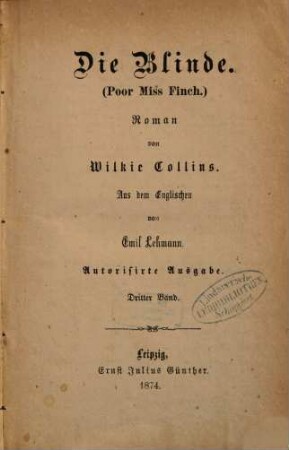 Die Blinde.
(Poor Miss Finch.)
Roman
von
Wilkie Collins.
Aus dem Englischen
von
Emil Lehmann.
Autorisirte Ausgabe.
Dritter Band.
Leipzig,
Ernst Julius Günther.
1874.